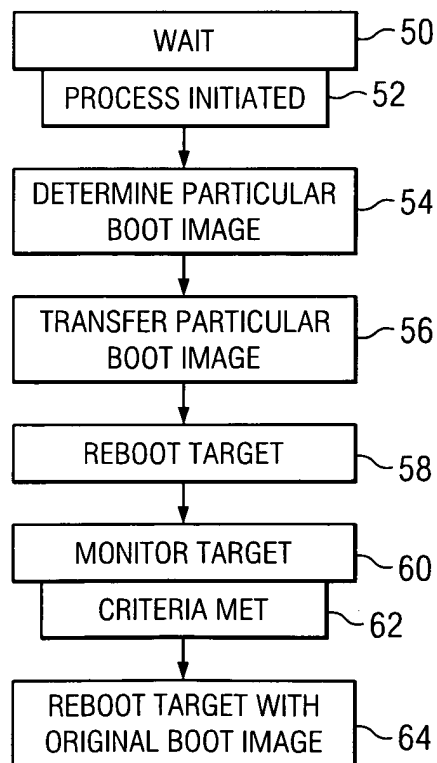 WAIT
50
PROCESS INITIATED
52
DETERMINE PARTICULAR
BOOT IMAGE
54
TRANSFER PARTICULAR
BOOT IMAGE
56
REBOOT TARGET
58
MONITOR TARGET
60
CRITERIA MET
62
REBOOT TARGET WITH
ORIGINAL BOOT IMAGE
64